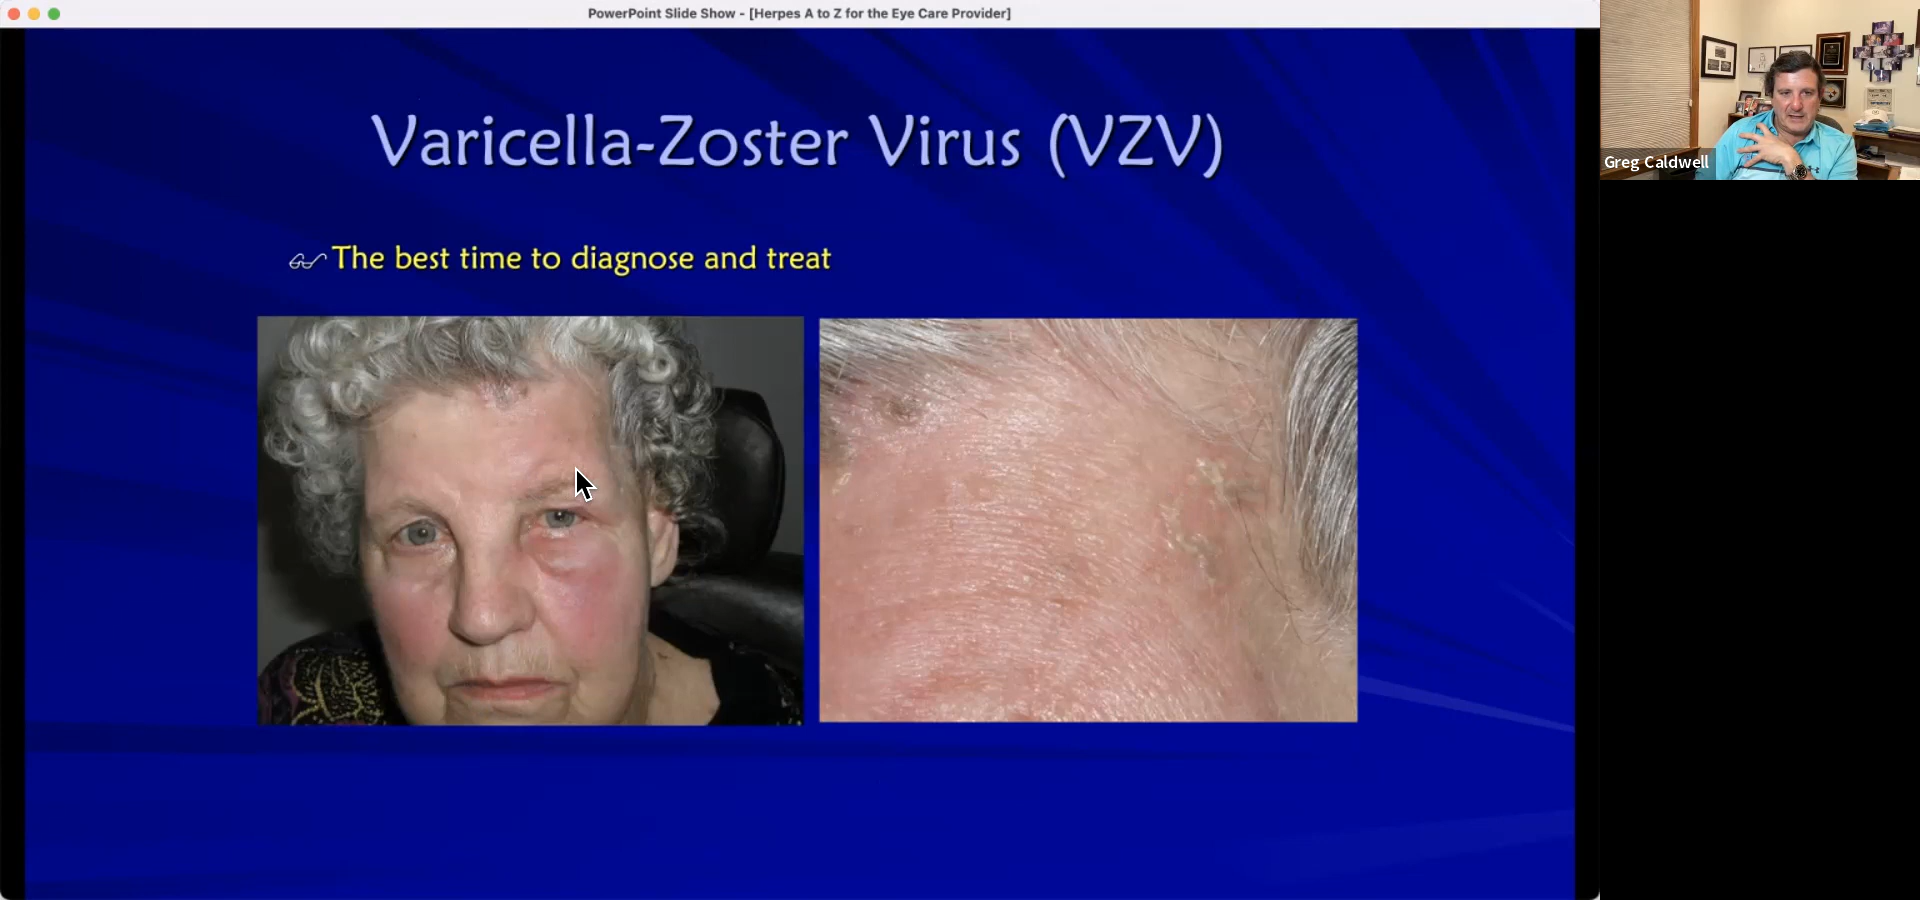 PowerPoint Slide Show - [Herpes A to Z for the Eye Care Provider]
Varicella-Zoster Virus (VZV)
The best time to diagnose and treat
Greg Caldwell